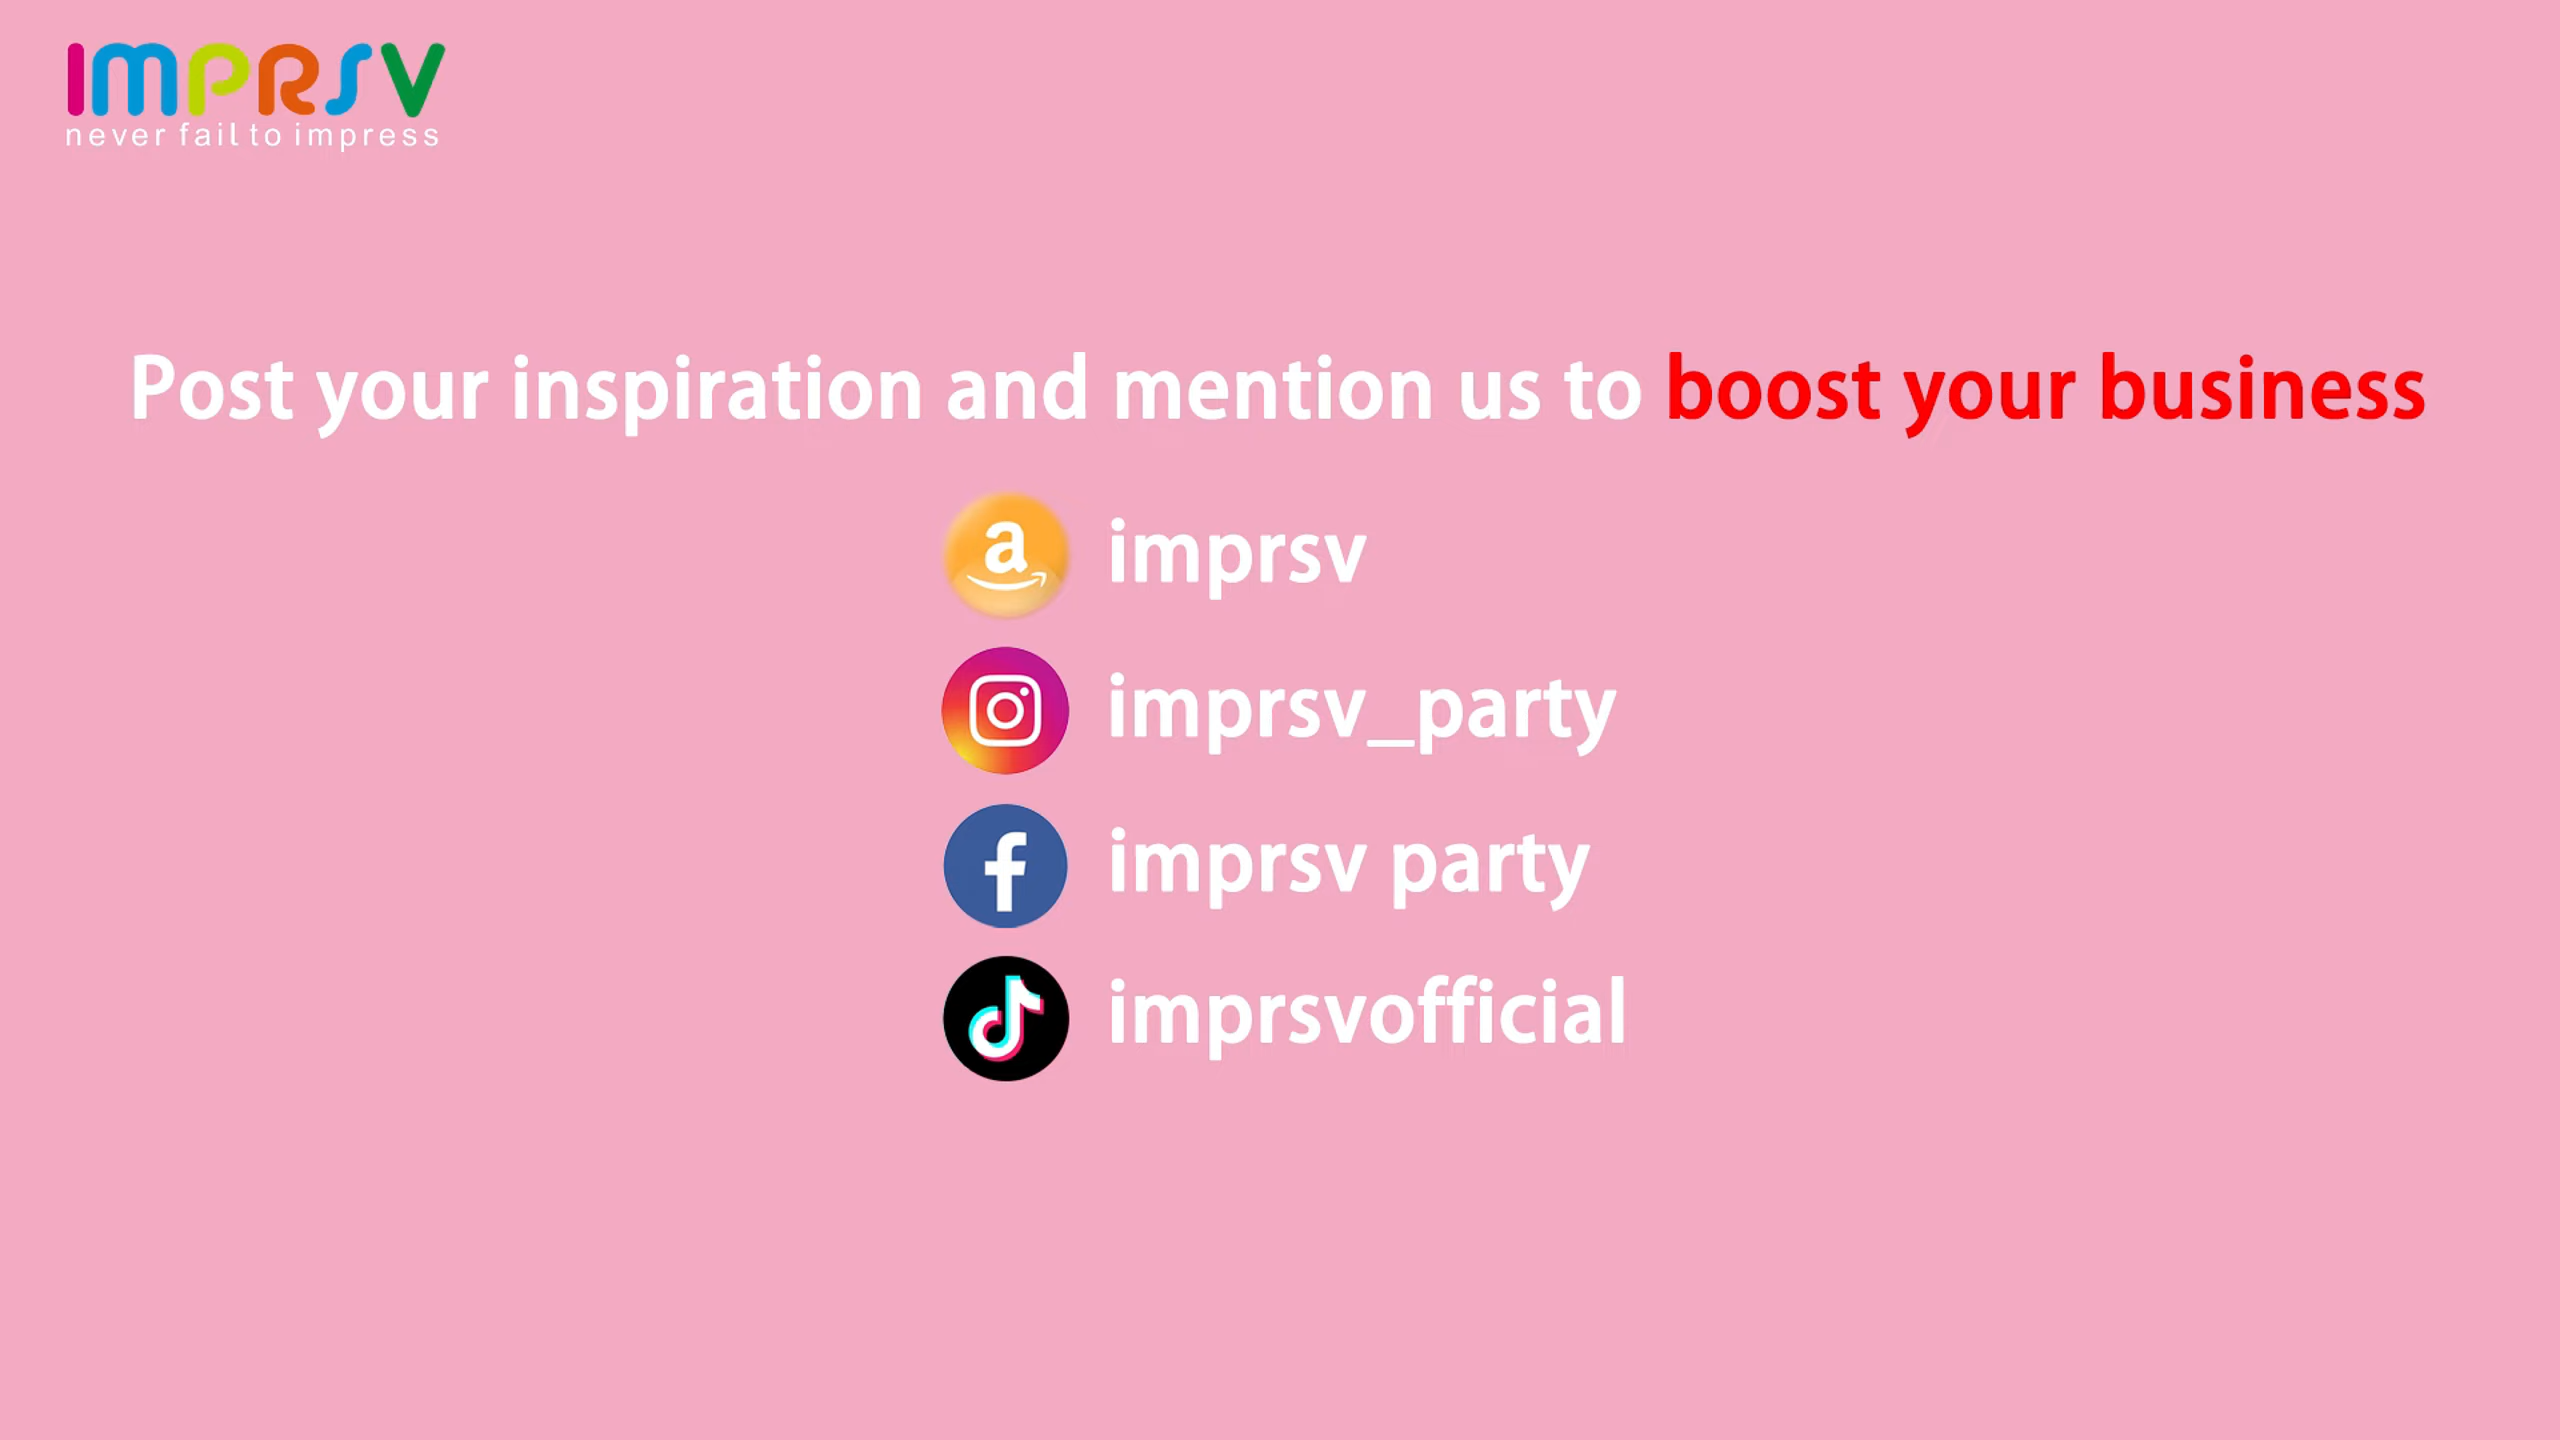 IMPRSV
never fail to impress
Post your inspiration and mention us to boost your business
imprsv
imprsv_party
imprsv party
imprsvofficial